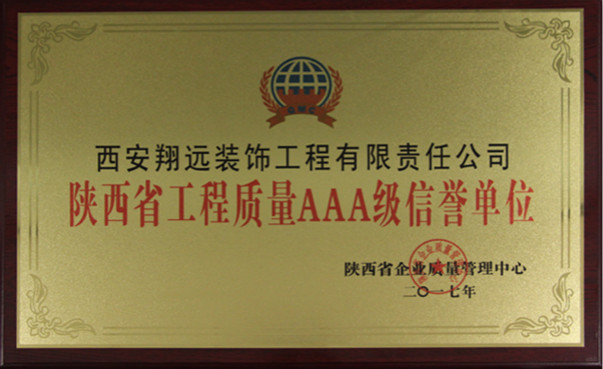 西安翔远装饰工程有限责任公司
陕西省工程质量AAA级信誉单位
陕西省企业质量管理中心
二〇一七年